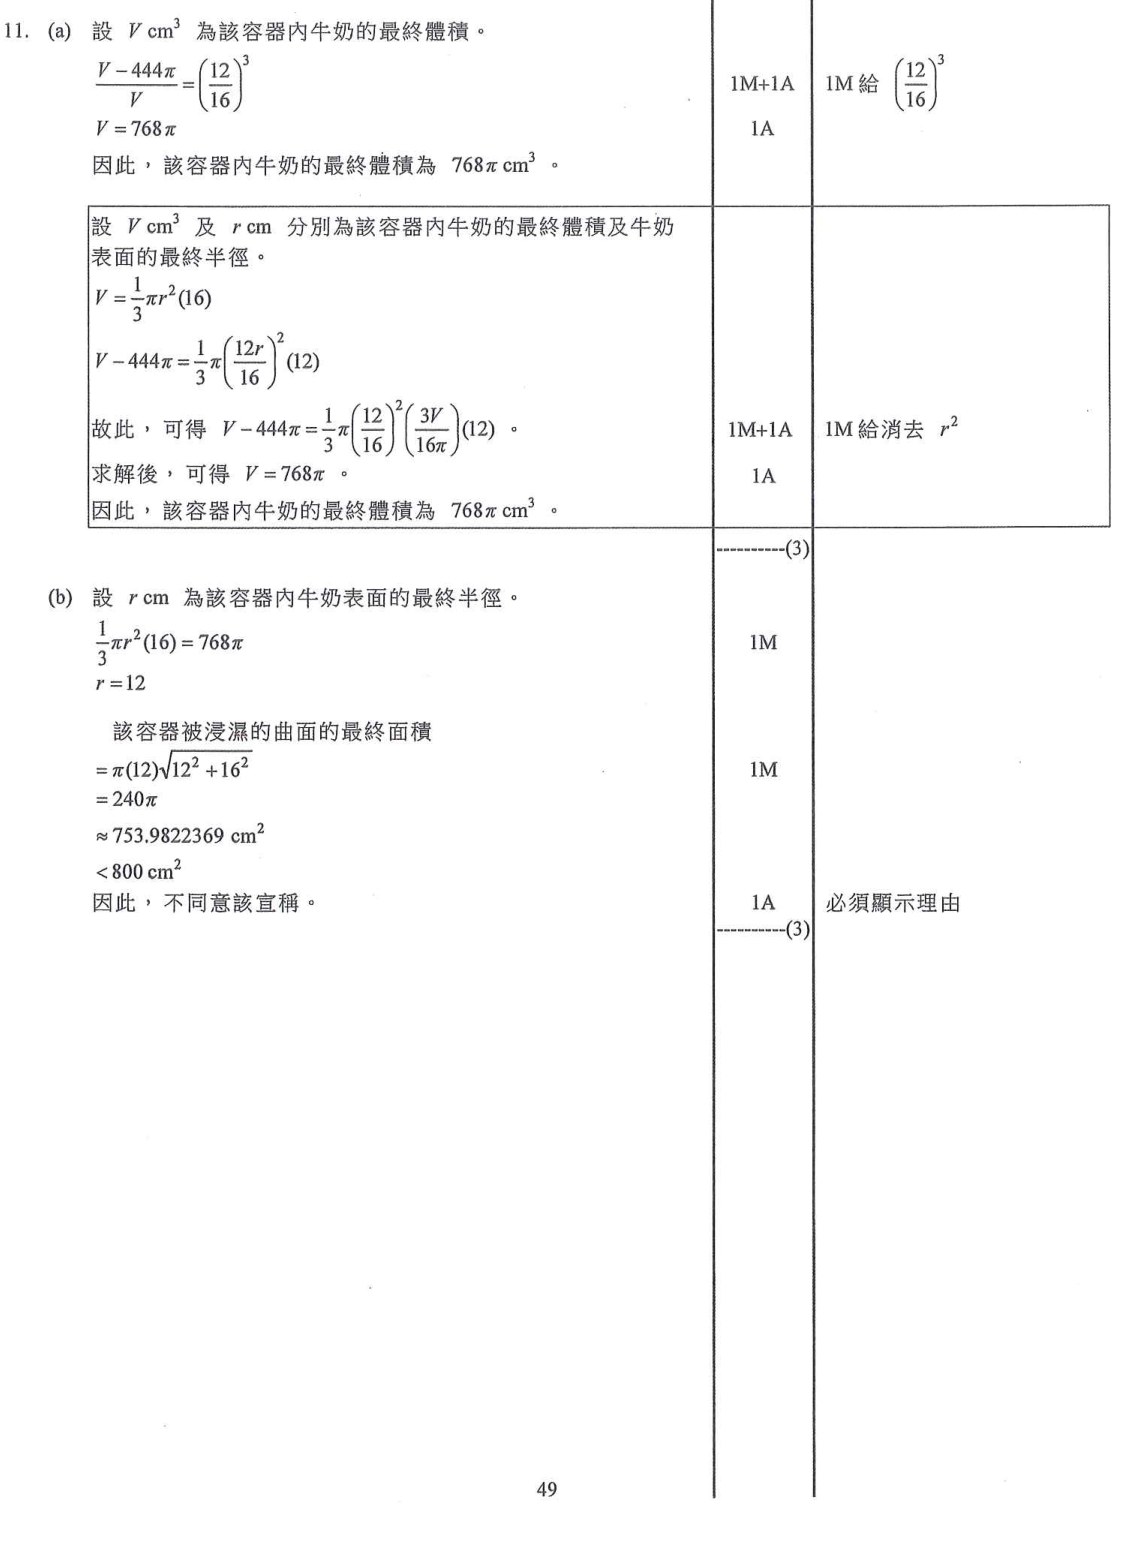 11. (a) 設 V cm³ 為該容器內牛奶的最終體積。
(V − 444π)/V = (12/16)³ 1M+1A 1M 給 (12/16)³
V = 768π 1A
因此,該容器內牛奶的最終體積為 768π cm³ 。
設 V cm³ 及 r cm 分別為該容器內牛奶的最終體積及牛奶
表面的最終半徑。
V = 1/3 πr²(16)
V − 444π = 1/3 π(12r/16)²(12)
故此,可得 V − 444π = 1/3 π(12/16)²(3V/16π)(12) 。 1M+1A 1M 給消去 r²
求解後,可得 V = 768π 。 1A
因此,該容器內牛奶的最終體積為 768π cm³ 。
----------(3)
(b) 設 r cm 為該容器內牛奶表面的最終半徑。
1/3 πr²(16) = 768π 1M
r = 12
該容器被浸濕的曲面的最終面積
= π(12)√(12² + 16²) 1M
= 240π
≈ 753.9822369 cm²
< 800 cm²
因此,不同意該宣稱。 1A 必須顯示理由
----------(3)
49